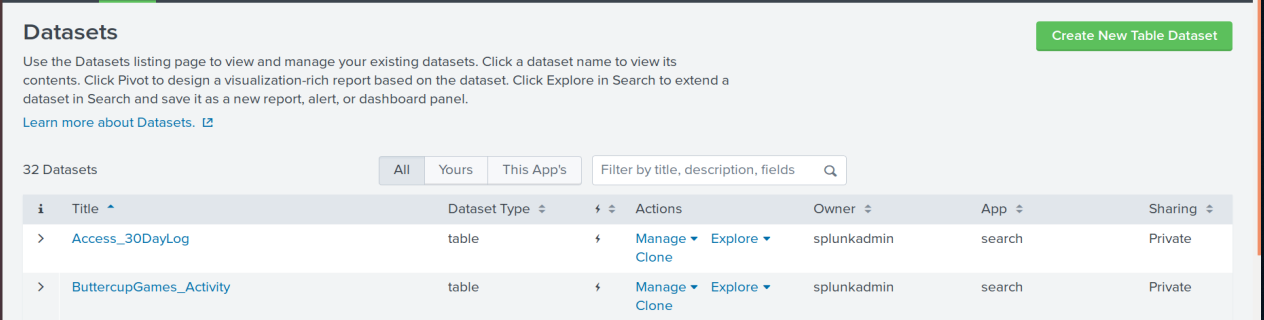 Datasets
Create New Table Dataset
Use the Datasets listing page to view and manage your existing datasets. Click a dataset name to view its
contents. Click Pivot to design a visualization-rich report based on the dataset. Click Explore in Search to extend a
dataset in Search and save it as a new report, alert, or dashboard panel.
Learn more about Datasets.
32 Datasets All Yours This App's Filter by title, description, fields
i Title Dataset Type Actions Owner App Sharing
Access_30DayLog table Manage Explore splunkadmin search Private
Clone
ButtercupGames_Activity table Manage Explore splunkadmin search Private
Clone